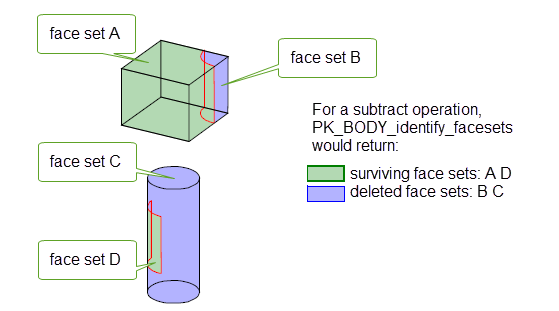 face set A
face set B
For a subtract operation,
PK_BODY_identify_facesets
would return:
face set C
surviving face sets: A D
deleted face sets: B C
face set D